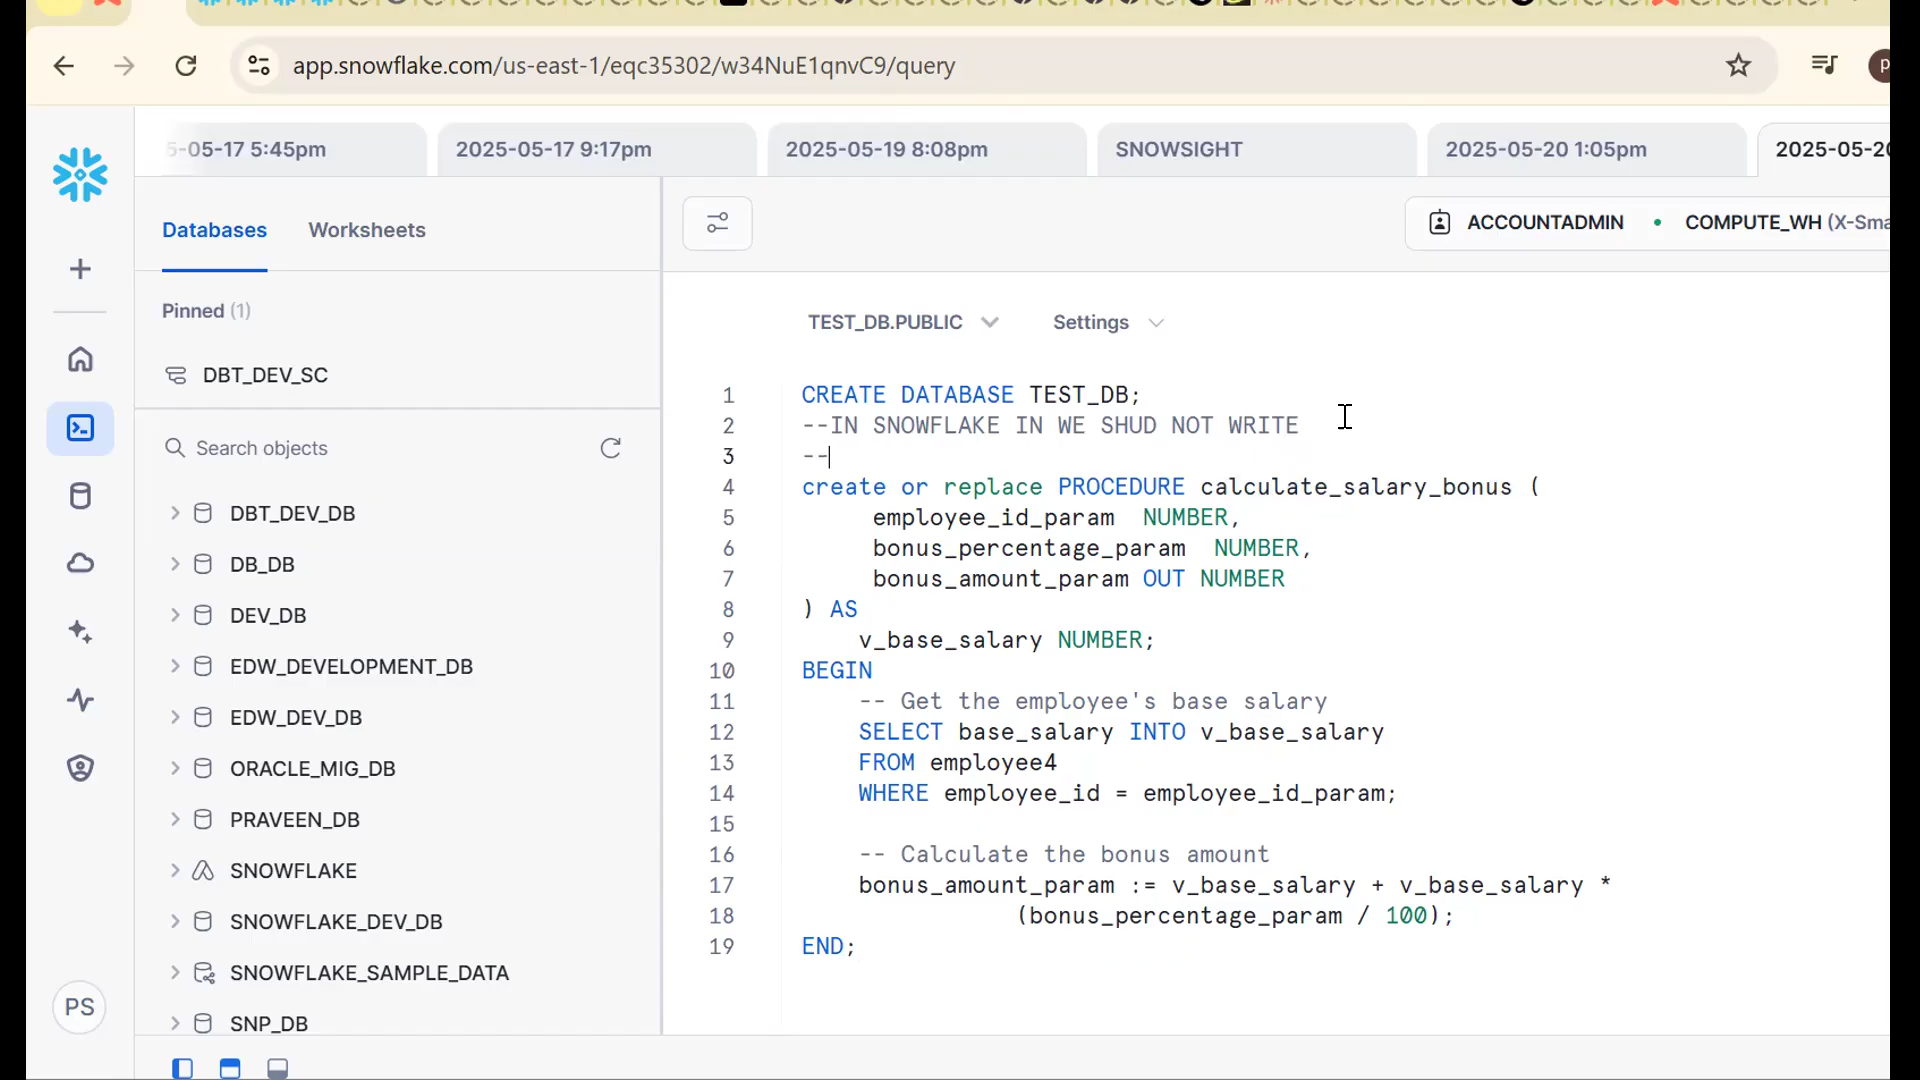 app.snowflake.com/us-east-1/eqc35302/w34NuE1qnvC9/query
5-05-17 5:45pm
2025-05-17 9:17pm
2025-05-19 8:08pm
SNOWSIGHT
2025-05-20 1:05pm
2025-05-20
Databases
Worksheets
ACCOUNTADMIN
COMPUTE_WH (X-Sma
Pinned (1)
DBT_DEV_SC
Search objects
DBT_DEV_DB
DB_DB
DEV_DB
EDW_DEVELOPMENT_DB
EDW_DEV_DB
ORACLE_MIG_DB
PRAVEEN_DB
SNOWFLAKE
SNOWFLAKE_DEV_DB
SNOWFLAKE_SAMPLE_DATA
SNP_DB
PS
TEST_DB.PUBLIC
Settings
1 CREATE DATABASE TEST_DB;
2 --IN SNOWFLAKE IN WE SHUD NOT WRITE
3 --
4 create or replace PROCEDURE calculate_salary_bonus (
5 employee_id_param NUMBER,
6 bonus_percentage_param NUMBER,
7 bonus_amount_param OUT NUMBER
8 ) AS
9 v_base_salary NUMBER;
10 BEGIN
11 -- Get the employee's base salary
12 SELECT base_salary INTO v_base_salary
13 FROM employee4
14 WHERE employee_id = employee_id_param;
15
16 -- Calculate the bonus amount
17 bonus_amount_param := v_base_salary + v_base_salary *
18 (bonus_percentage_param / 100);
19 END;